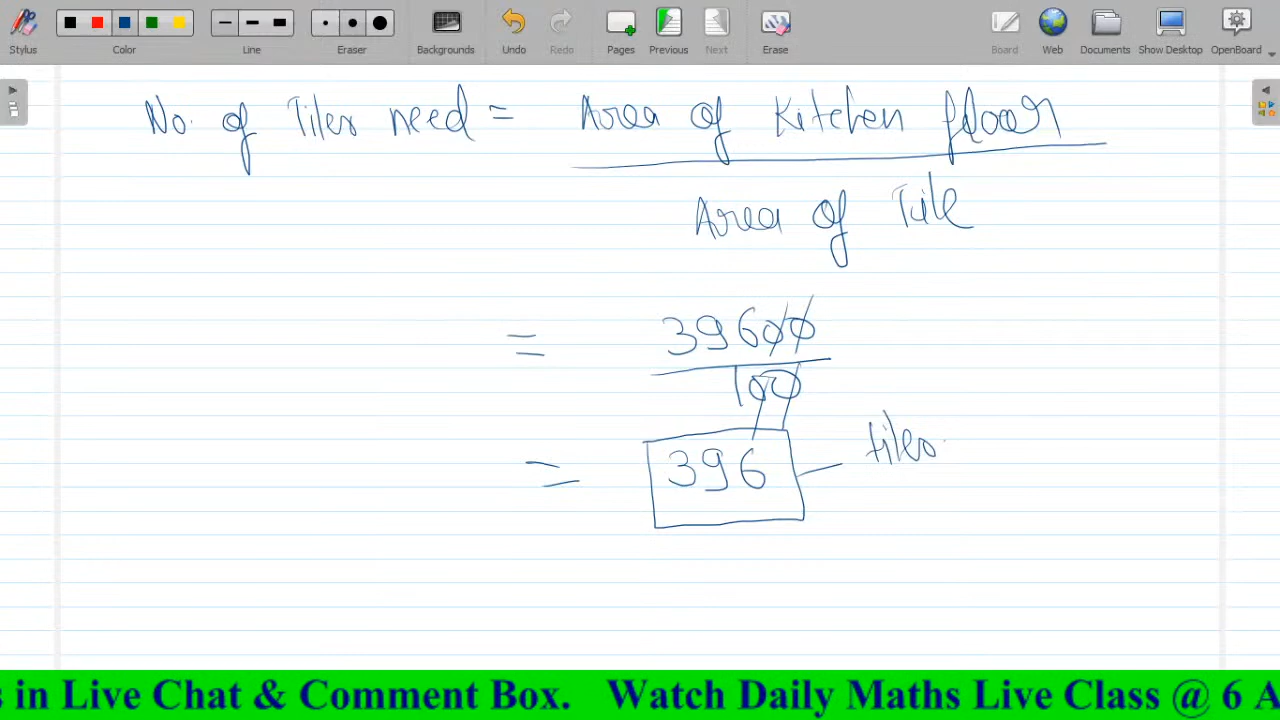 Stylus Color Line Eraser Backgrounds Undo Redo Pages Previous Next Erase Board Web Documents Show Desktop OpenBoard
No. of Tiles need = Area of Kitchen floor
Area of Tile
= 39600
100
= 396 – tiles.
s in Live Chat & Comment Box. Watch Daily Maths Live Class @ 6 A